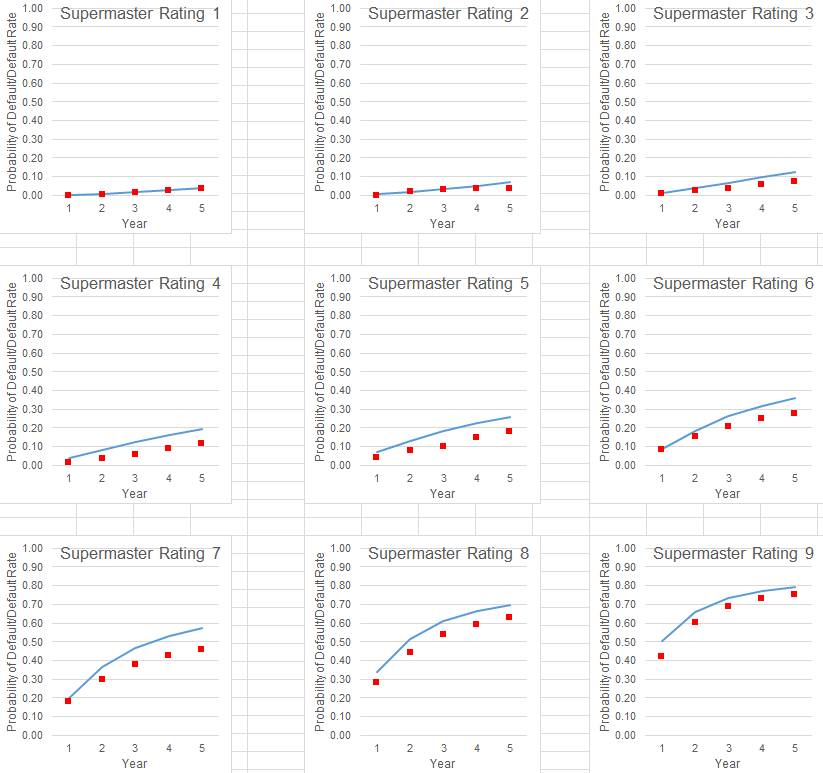 Supermaster Rating 1
Probability of Default/Default Rate
1.00
0.90
0.80
0.70
0.60
0.50
0.40
0.30
0.20
0.10
0.00
1 2 3 4 5
Year
Supermaster Rating 2
Probability of Default/Default Rate
1.00
0.90
0.80
0.70
0.60
0.50
0.40
0.30
0.20
0.10
0.00
1 2 3 4 5
Year
Supermaster Rating 3
Probability of Default/Default Rate
1.00
0.90
0.80
0.70
0.60
0.50
0.40
0.30
0.20
0.10
0.00
1 2 3 4 5
Year
Supermaster Rating 4
Probability of Default/Default Rate
1.00
0.90
0.80
0.70
0.60
0.50
0.40
0.30
0.20
0.10
0.00
1 2 3 4 5
Year
Supermaster Rating 5
Probability of Default/Default Rate
1.00
0.90
0.80
0.70
0.60
0.50
0.40
0.30
0.20
0.10
0.00
1 2 3 4 5
Year
Supermaster Rating 6
Probability of Default/Default Rate
1.00
0.90
0.80
0.70
0.60
0.50
0.40
0.30
0.20
0.10
0.00
1 2 3 4 5
Year
Supermaster Rating 7
Probability of Default/Default Rate
1.00
0.90
0.80
0.70
0.60
0.50
0.40
0.30
0.20
0.10
0.00
1 2 3 4 5
Year
Supermaster Rating 8
Probability of Default/Default Rate
1.00
0.90
0.80
0.70
0.60
0.50
0.40
0.30
0.20
0.10
0.00
1 2 3 4 5
Year
Supermaster Rating 9
Probability of Default/Default Rate
1.00
0.90
0.80
0.70
0.60
0.50
0.40
0.30
0.20
0.10
0.00
1 2 3 4 5
Year